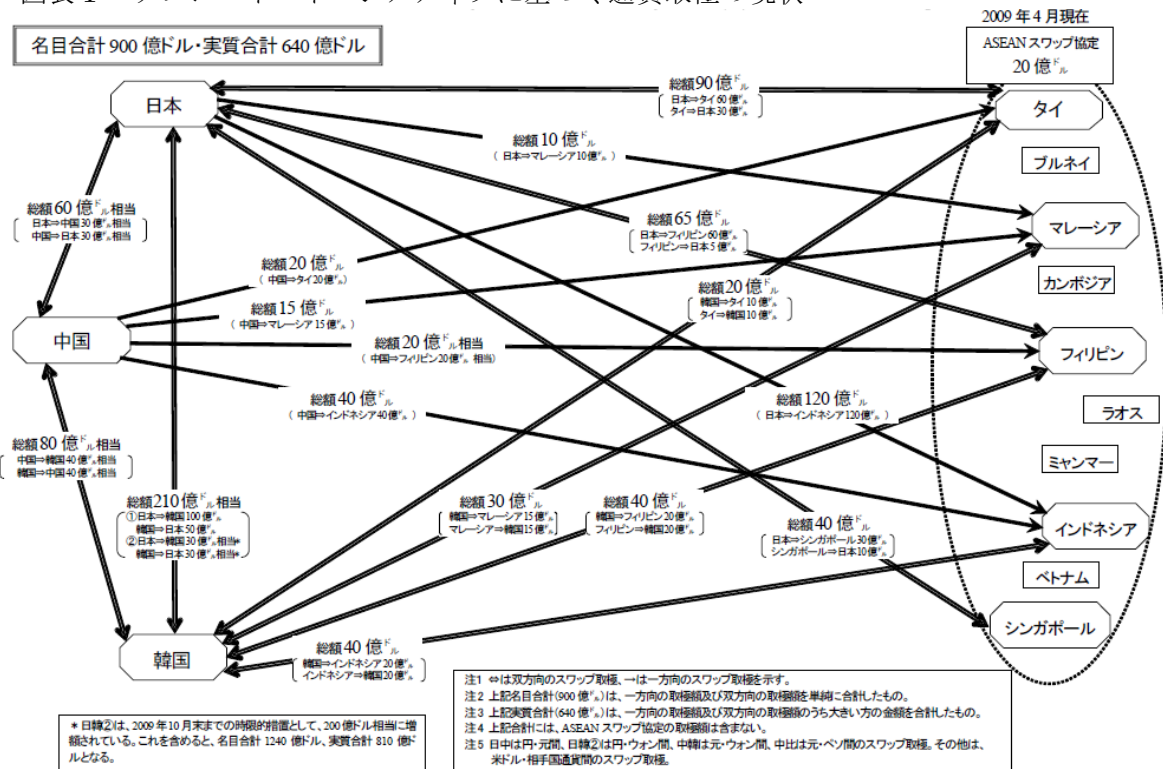 2009年4月現在
名目合計900億ドル・実質合計640億ドル
ASEANスワップ協定
20億ドル
日本
総額90億ドル
日本⇒タイ60億ドル
タイ⇒日本30億ドル
タイ
総額10億ドル
(日本⇒マレーシア10億ドル)
ブルネイ
総額60億ドル相当
日本⇒中国30億ドル相当
中国⇒日本30億ドル相当
総額65億ドル
日本⇒フィリピン60億ドル
フィリピン⇒日本5億ドル
マレーシア
総額20億ドル
(中国⇒タイ20億ドル)
総額20億ドル
韓国⇒タイ10億ドル
タイ⇒韓国10億ドル
カンボジア
総額15億ドル
(中国⇒マレーシア15億ドル)
中国
総額20億ドル相当
(中国⇒フィリピン20億ドル相当)
フィリピン
総額40億ドル
(中国⇒インドネシア40億ドル)
総額120億ドル
(日本⇒インドネシア120億ドル)
ラオス
総額80億ドル相当
中国⇒韓国40億ドル相当
韓国⇒中国40億ドル相当
ミャンマー
総額210億ドル相当
①日本⇒韓国100億ドル
韓国⇒日本50億ドル
②日本⇒韓国30億ドル相当*
韓国⇒日本30億ドル相当*
総額30億ドル
韓国⇒マレーシア15億ドル
マレーシア⇒韓国15億ドル
総額40億ドル
韓国⇒フィリピン20億ドル
フィリピン⇒韓国20億ドル
総額40億ドル
日本⇒シンガポール30億ドル
シンガポール⇒日本10億ドル
インドネシア
ベトナム
シンガポール
韓国
総額40億ドル
韓国⇒インドネシア20億ドル
インドネシア⇒韓国20億ドル
注1 ⇔は双方向のスワップ取極、→は一方向のスワップ取極を示す。
注2 上記名目合計(900億ドル)は、一方向の取極額及び双方向の取極額を単純に合計したもの。
注3 上記実質合計(640億ドル)は、一方向の取極額及び双方向の取極額のうち大きい方の金額を合計したもの。
注4 上記合計には、ASEANスワップ協定の取極額は含まない。
注5 日中は円・元間、日韓②は円・ウォン間、中韓は元・ウォン間、中比は元・ペソ間のスワップ取極。その他は、
米ドル・相手国通貨間のスワップ取極。
* 日韓②は、2009年10月末までの時限的措置として、200億ドル相当に増
額されている。これを含めると、名目合計1240億ドル、実質合計810億ド
ルとなる。